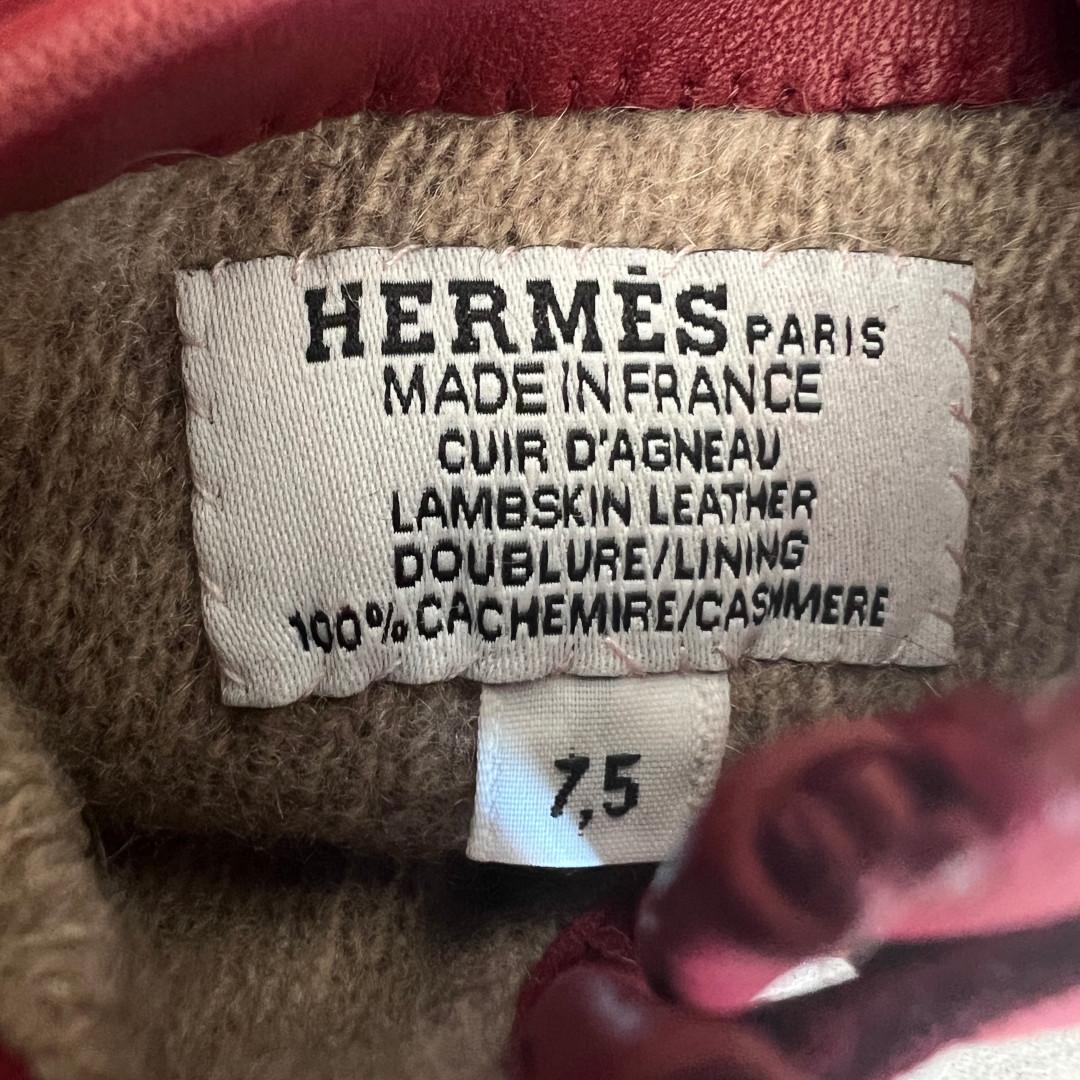 HERMÈS PARIS
MADE IN FRANCE
CUIR D'AGNEAU
LAMBSKIN LEATHER
DOUBLURE/LINING
100% CACHEMIRE/CASHMERE
7,5